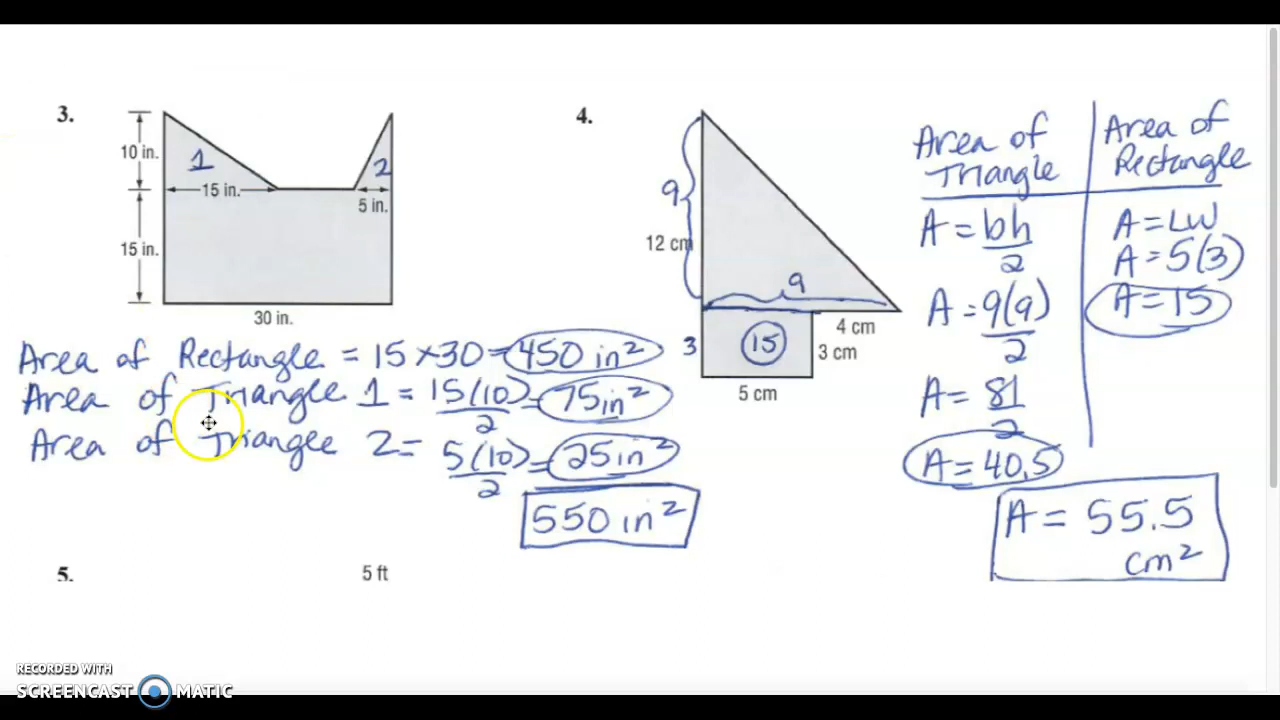 3.
10 in.
1
2
15 in.
5 in.
15 in.
30 in.
Area of Rectangle = 15 x 30 = 450 in²
Area of Triangle 1 = 15(10)/2 = 75 in²
Area of Triangle 2 = 5(10)/2 = 25 in²
550 in²
4.
9
12 cm
9
4 cm
3
15
3 cm
5 cm
Area of
Triangle
A = bh/2
A = 9(9)/2
A = 81/2
A = 40.5
Area of
Rectangle
A = LW
A = 5(3)
A = 15
A = 55.5
cm²
5.
5 ft
RECORDED WITH
SCREENCAST MATIC